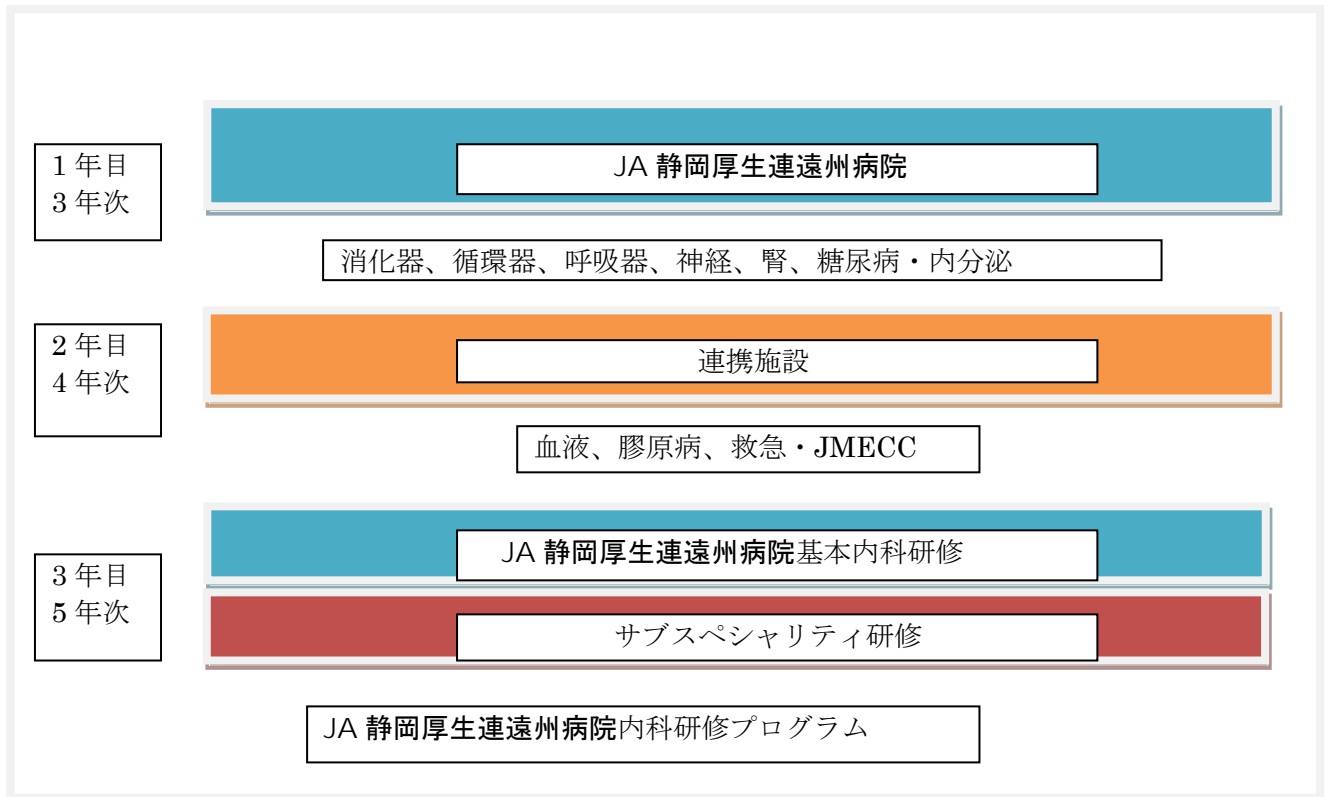 1年目
3年次
JA 静岡厚生連遠州病院
消化器、循環器、呼吸器、神経、腎、糖尿病・内分泌
2年目
4年次
連携施設
血液、膠原病、救急・JMECC
3年目
5年次
JA 静岡厚生連遠州病院基本内科研修
サブスペシャリティ研修
JA 静岡厚生連遠州病院内科研修プログラム